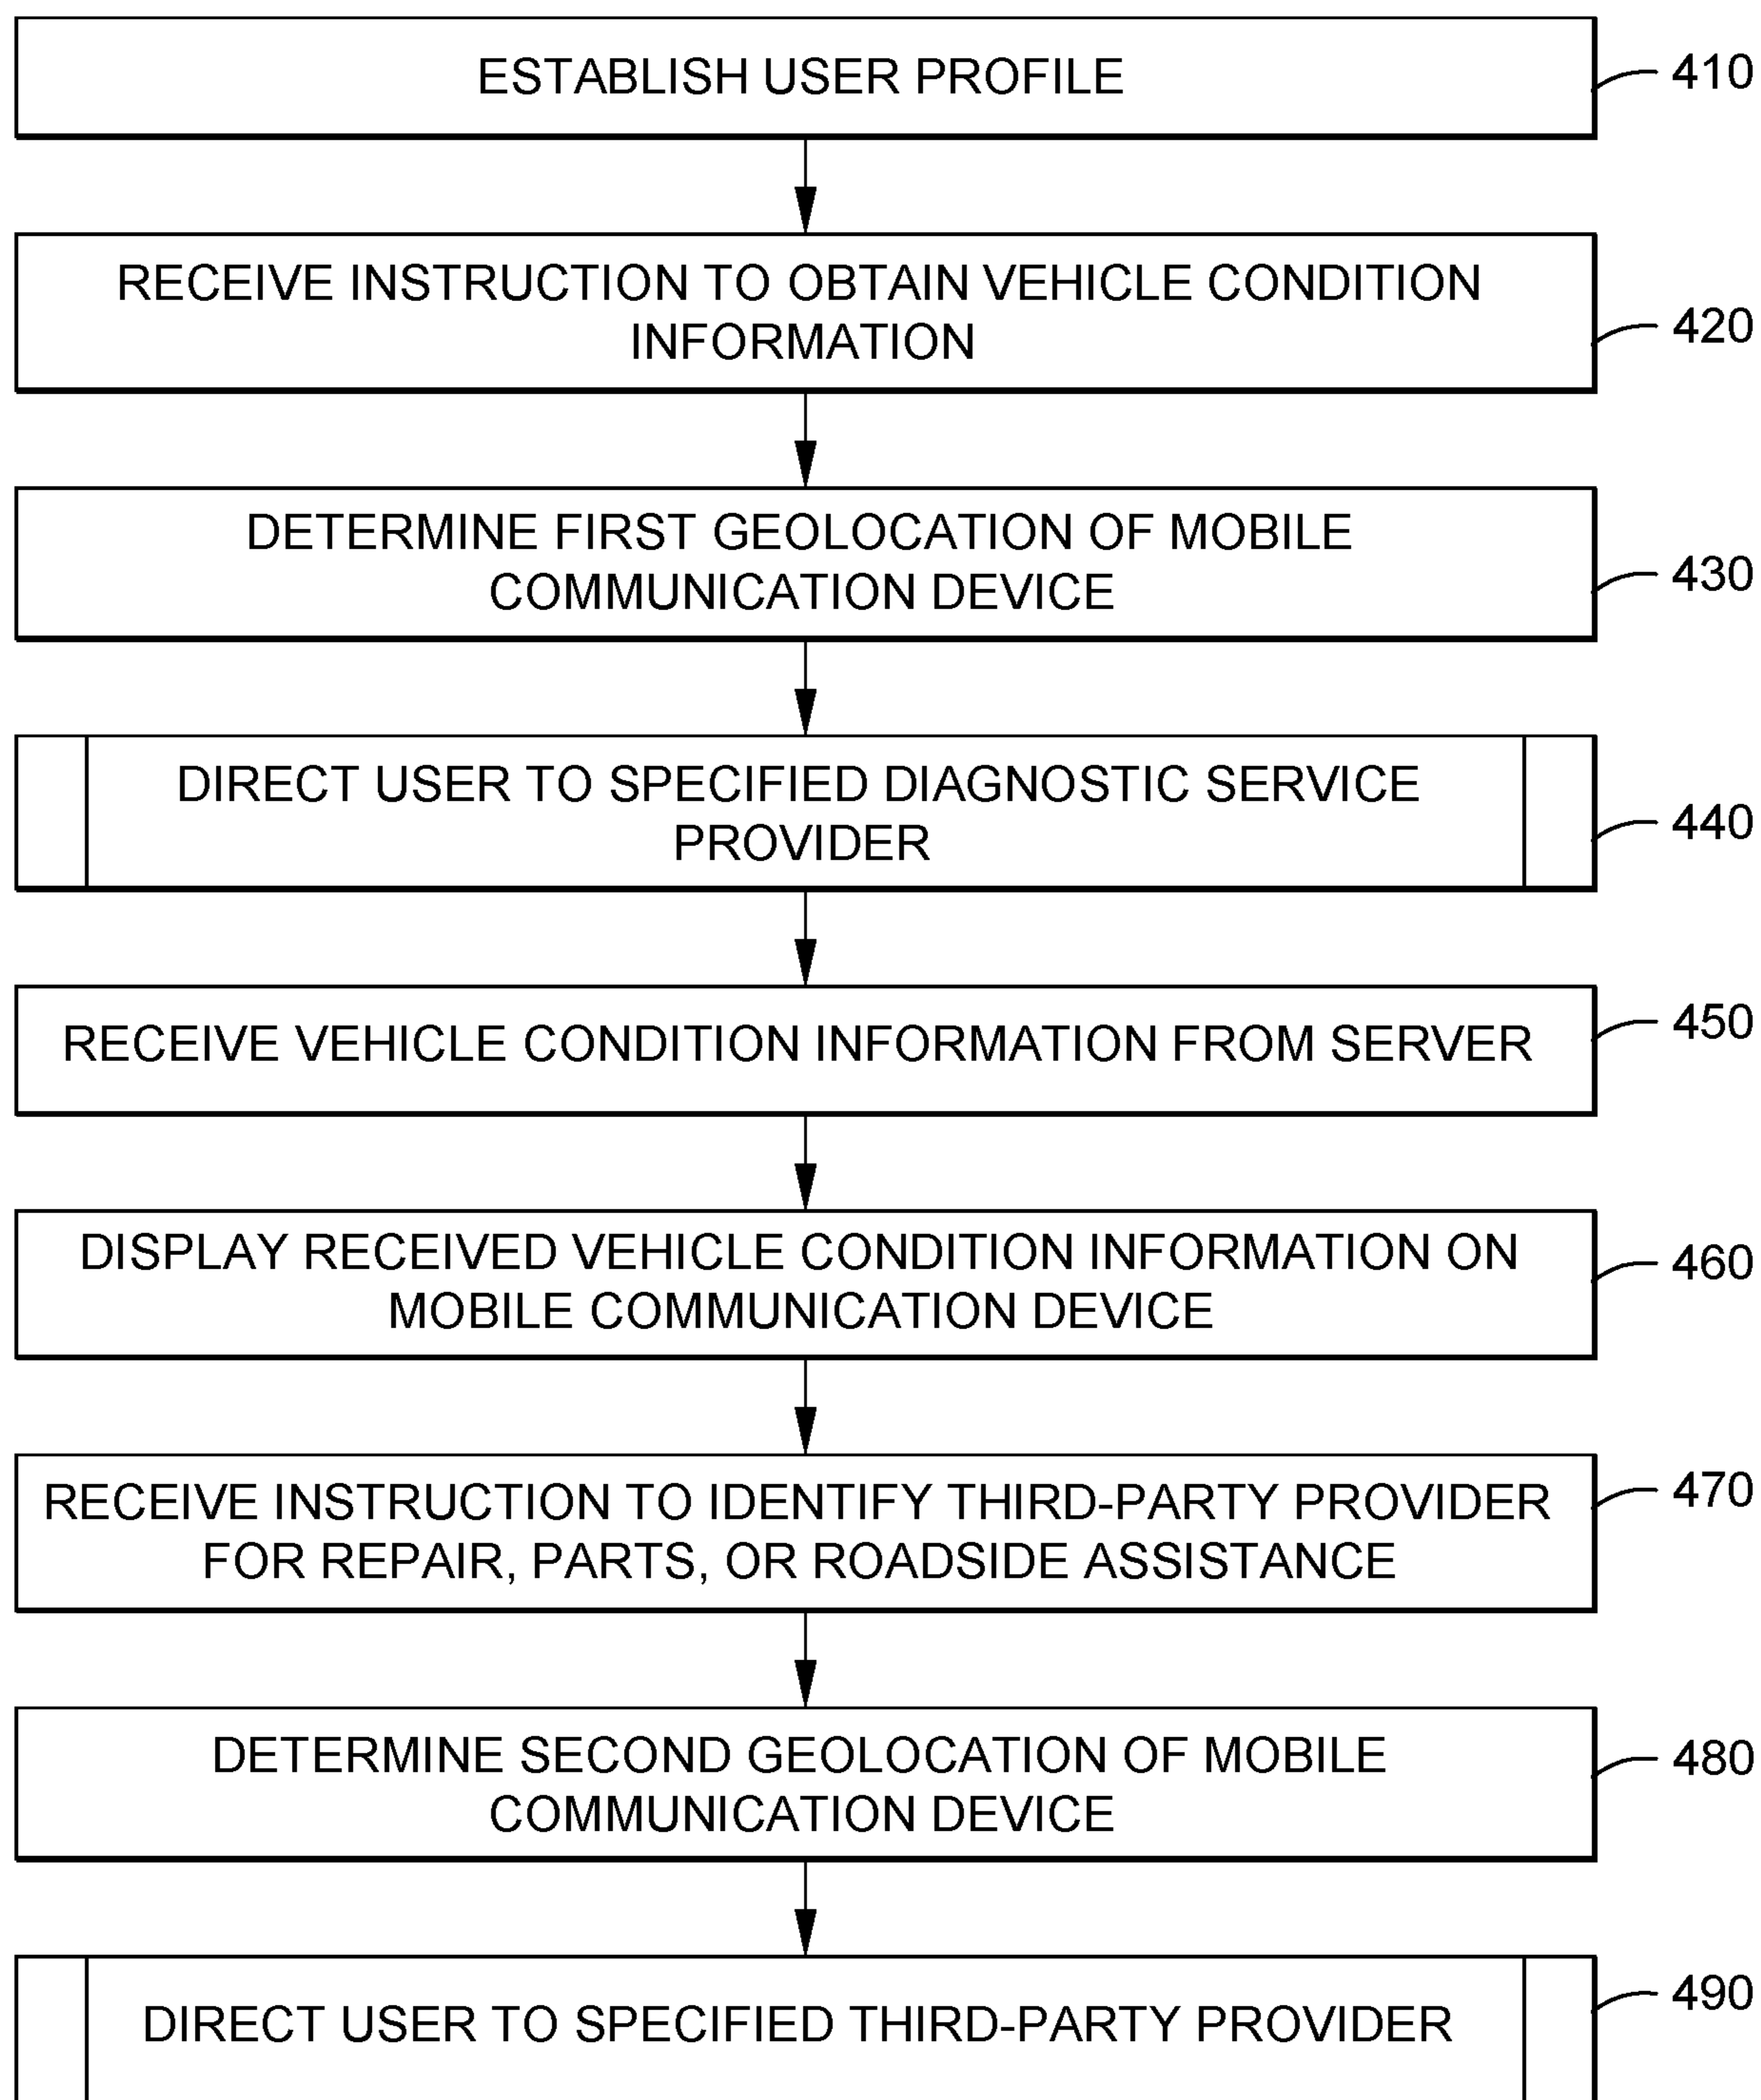 ESTABLISH USER PROFILE
410
RECEIVE INSTRUCTION TO OBTAIN VEHICLE CONDITION
INFORMATION
420
DETERMINE FIRST GEOLOCATION OF MOBILE
COMMUNICATION DEVICE
430
DIRECT USER TO SPECIFIED DIAGNOSTIC SERVICE
PROVIDER
440
RECEIVE VEHICLE CONDITION INFORMATION FROM SERVER
450
DISPLAY RECEIVED VEHICLE CONDITION INFORMATION ON
MOBILE COMMUNICATION DEVICE
460
RECEIVE INSTRUCTION TO IDENTIFY THIRD-PARTY PROVIDER
FOR REPAIR, PARTS, OR ROADSIDE ASSISTANCE
470
DETERMINE SECOND GEOLOCATION OF MOBILE
COMMUNICATION DEVICE
480
DIRECT USER TO SPECIFIED THIRD-PARTY PROVIDER
490